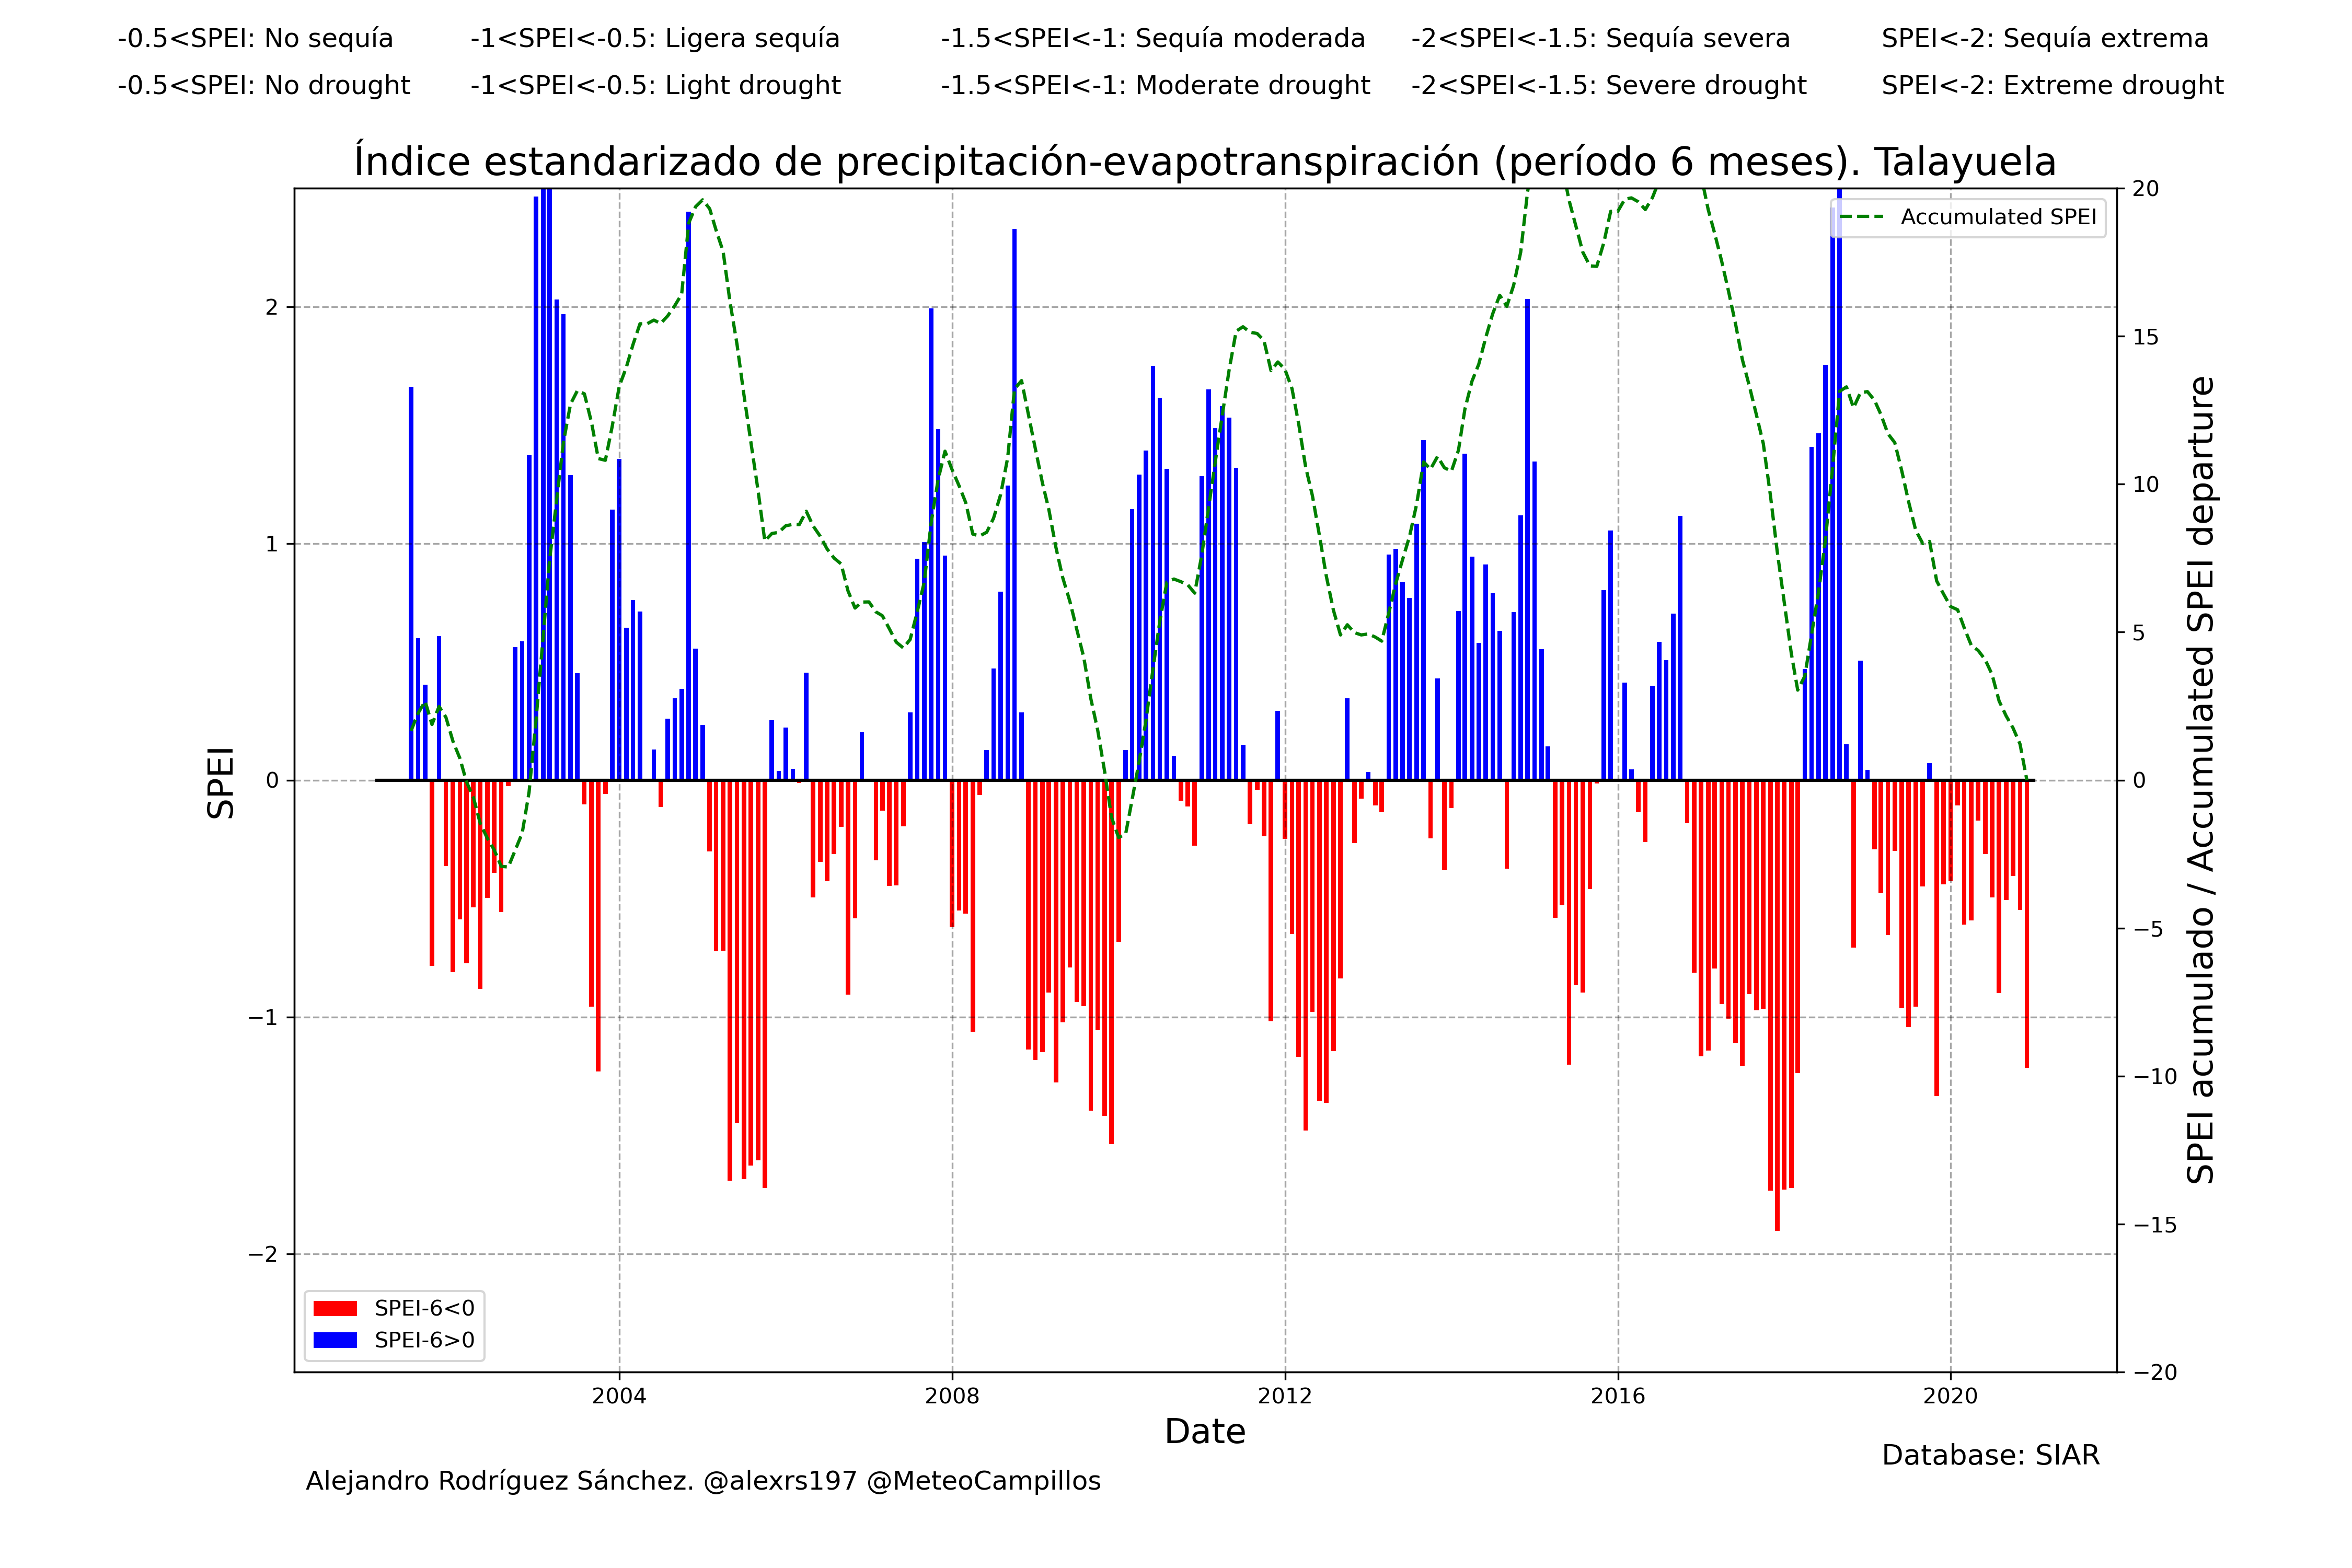 -0.5<SPEI: No sequía -1<SPEI<-0.5: Ligera sequía -1.5<SPEI<-1: Sequía moderada -2<SPEI<-1.5: Sequía severa SPEI<-2: Sequía extrema
-0.5<SPEI: No drought -1<SPEI<-0.5: Light drought -1.5<SPEI<-1: Moderate drought -2<SPEI<-1.5: Severe drought SPEI<-2: Extreme drought
Índice estandarizado de precipitación-evapotranspiración (período 6 meses). Talayuela
Accumulated SPEI
SPEI
2
1
0
−1
−2
20
15
10
5
0
−5
−10
−15
−20
SPEI acumulado / Accumulated SPEI departure
SPEI-6<0
SPEI-6>0
2004 2008 2012 2016 2020
Date
Database: SIAR
Alejandro Rodríguez Sánchez. @alexrs197 @MeteoCampillos